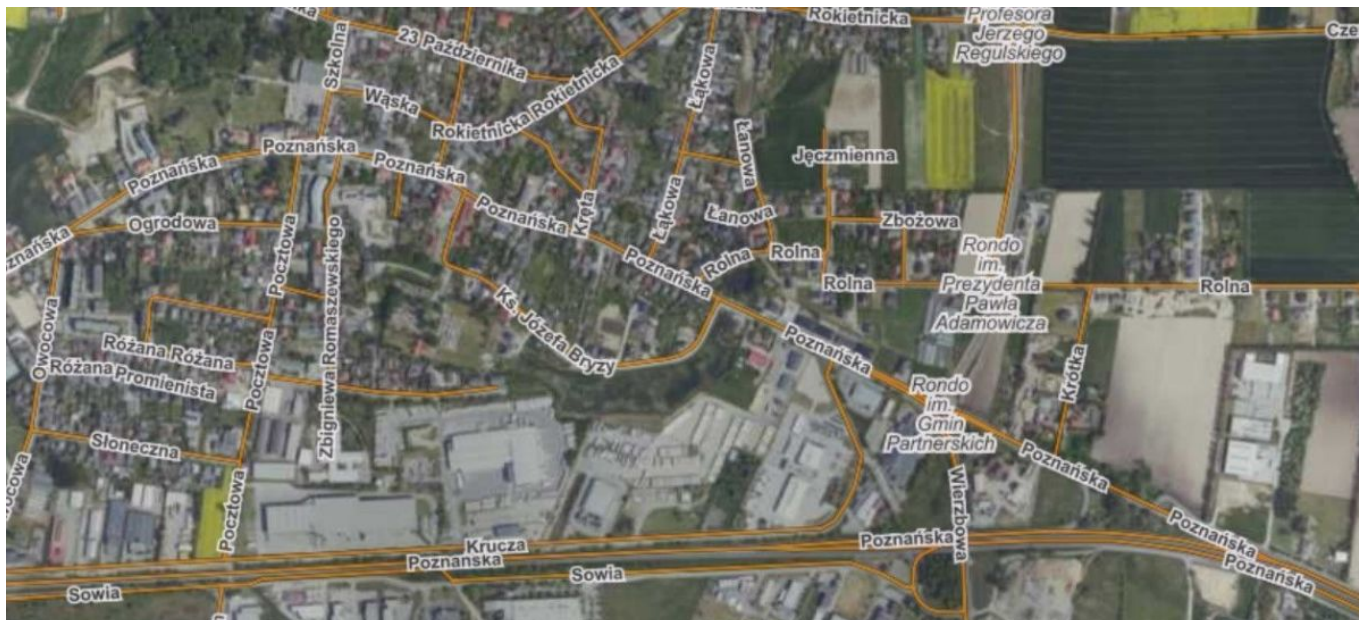 Rokietnicka
Profesora
Jerzego
Regulskiego
23 Października
Szkolna
Wąska
Rokietnicka Rokietnicka
Łąkowa
Łanowa
Jęczmienna
Poznańska
Poznańska
Poznańska
Ogrodowa
Pocztowa
Zbigniewa Romaszewskiego
Poznańska
Kręta
Łąkowa
Łanowa
Zbożowa
Rolna
Rolna
Rolna
Rolna
Rondo
im.
Prezydenta
Pawła
Adamowicza
Poznańska
Ks. Józefa Bryzy
Owocowa
Różana Różana
Różana Promienista
Pocztowa
Poznańska
Krótka
Rondo
im.
Gmin
Partnerskich
Słoneczna
Poznańska
Pocztowa
Wierzbowa
Krucza
Poznańska
Poznańska
Poznańska
Poznańska
Sowia
Sowia